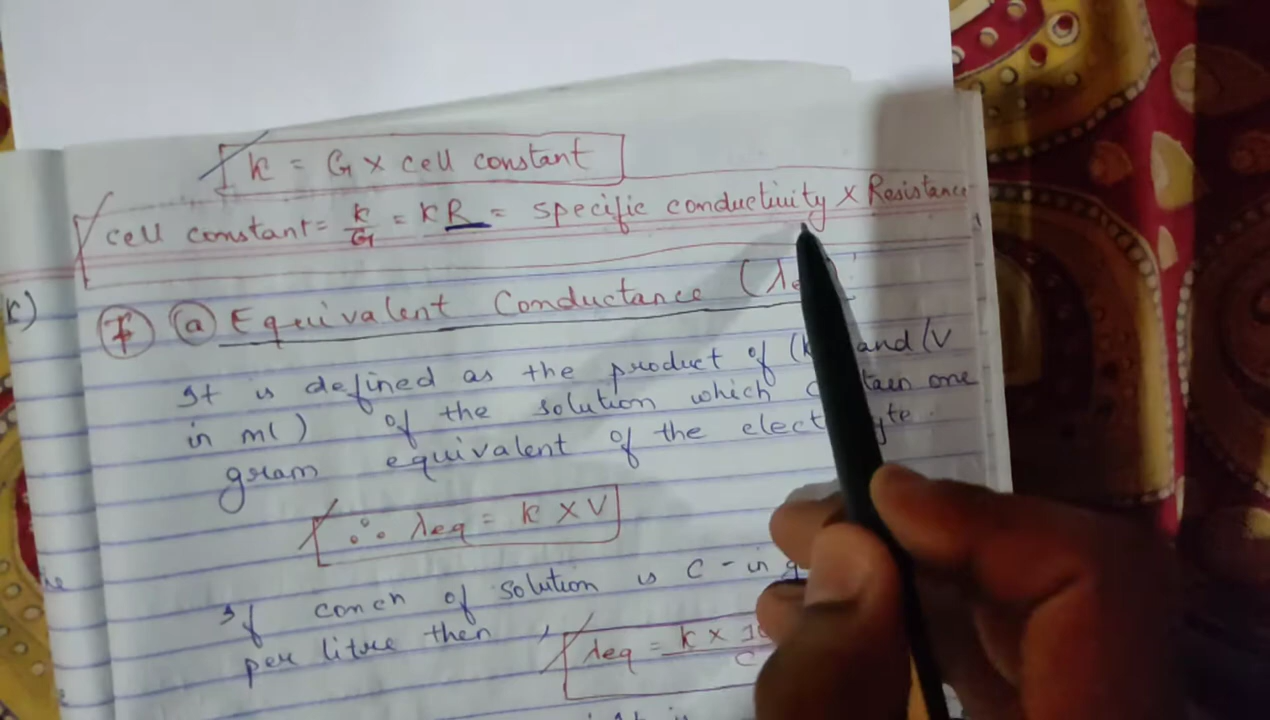 k = G × cell constant
cell constant = k/G = kR = specific conductivity × Resistance
(a) Equivalent Conductance (λ
It is defined as the product of (k and (V
in ml) of the solution which one
gram equivalent of the
∴ λeq = k × V
If concn of solution is c - in
per litre then , λeq = k ×